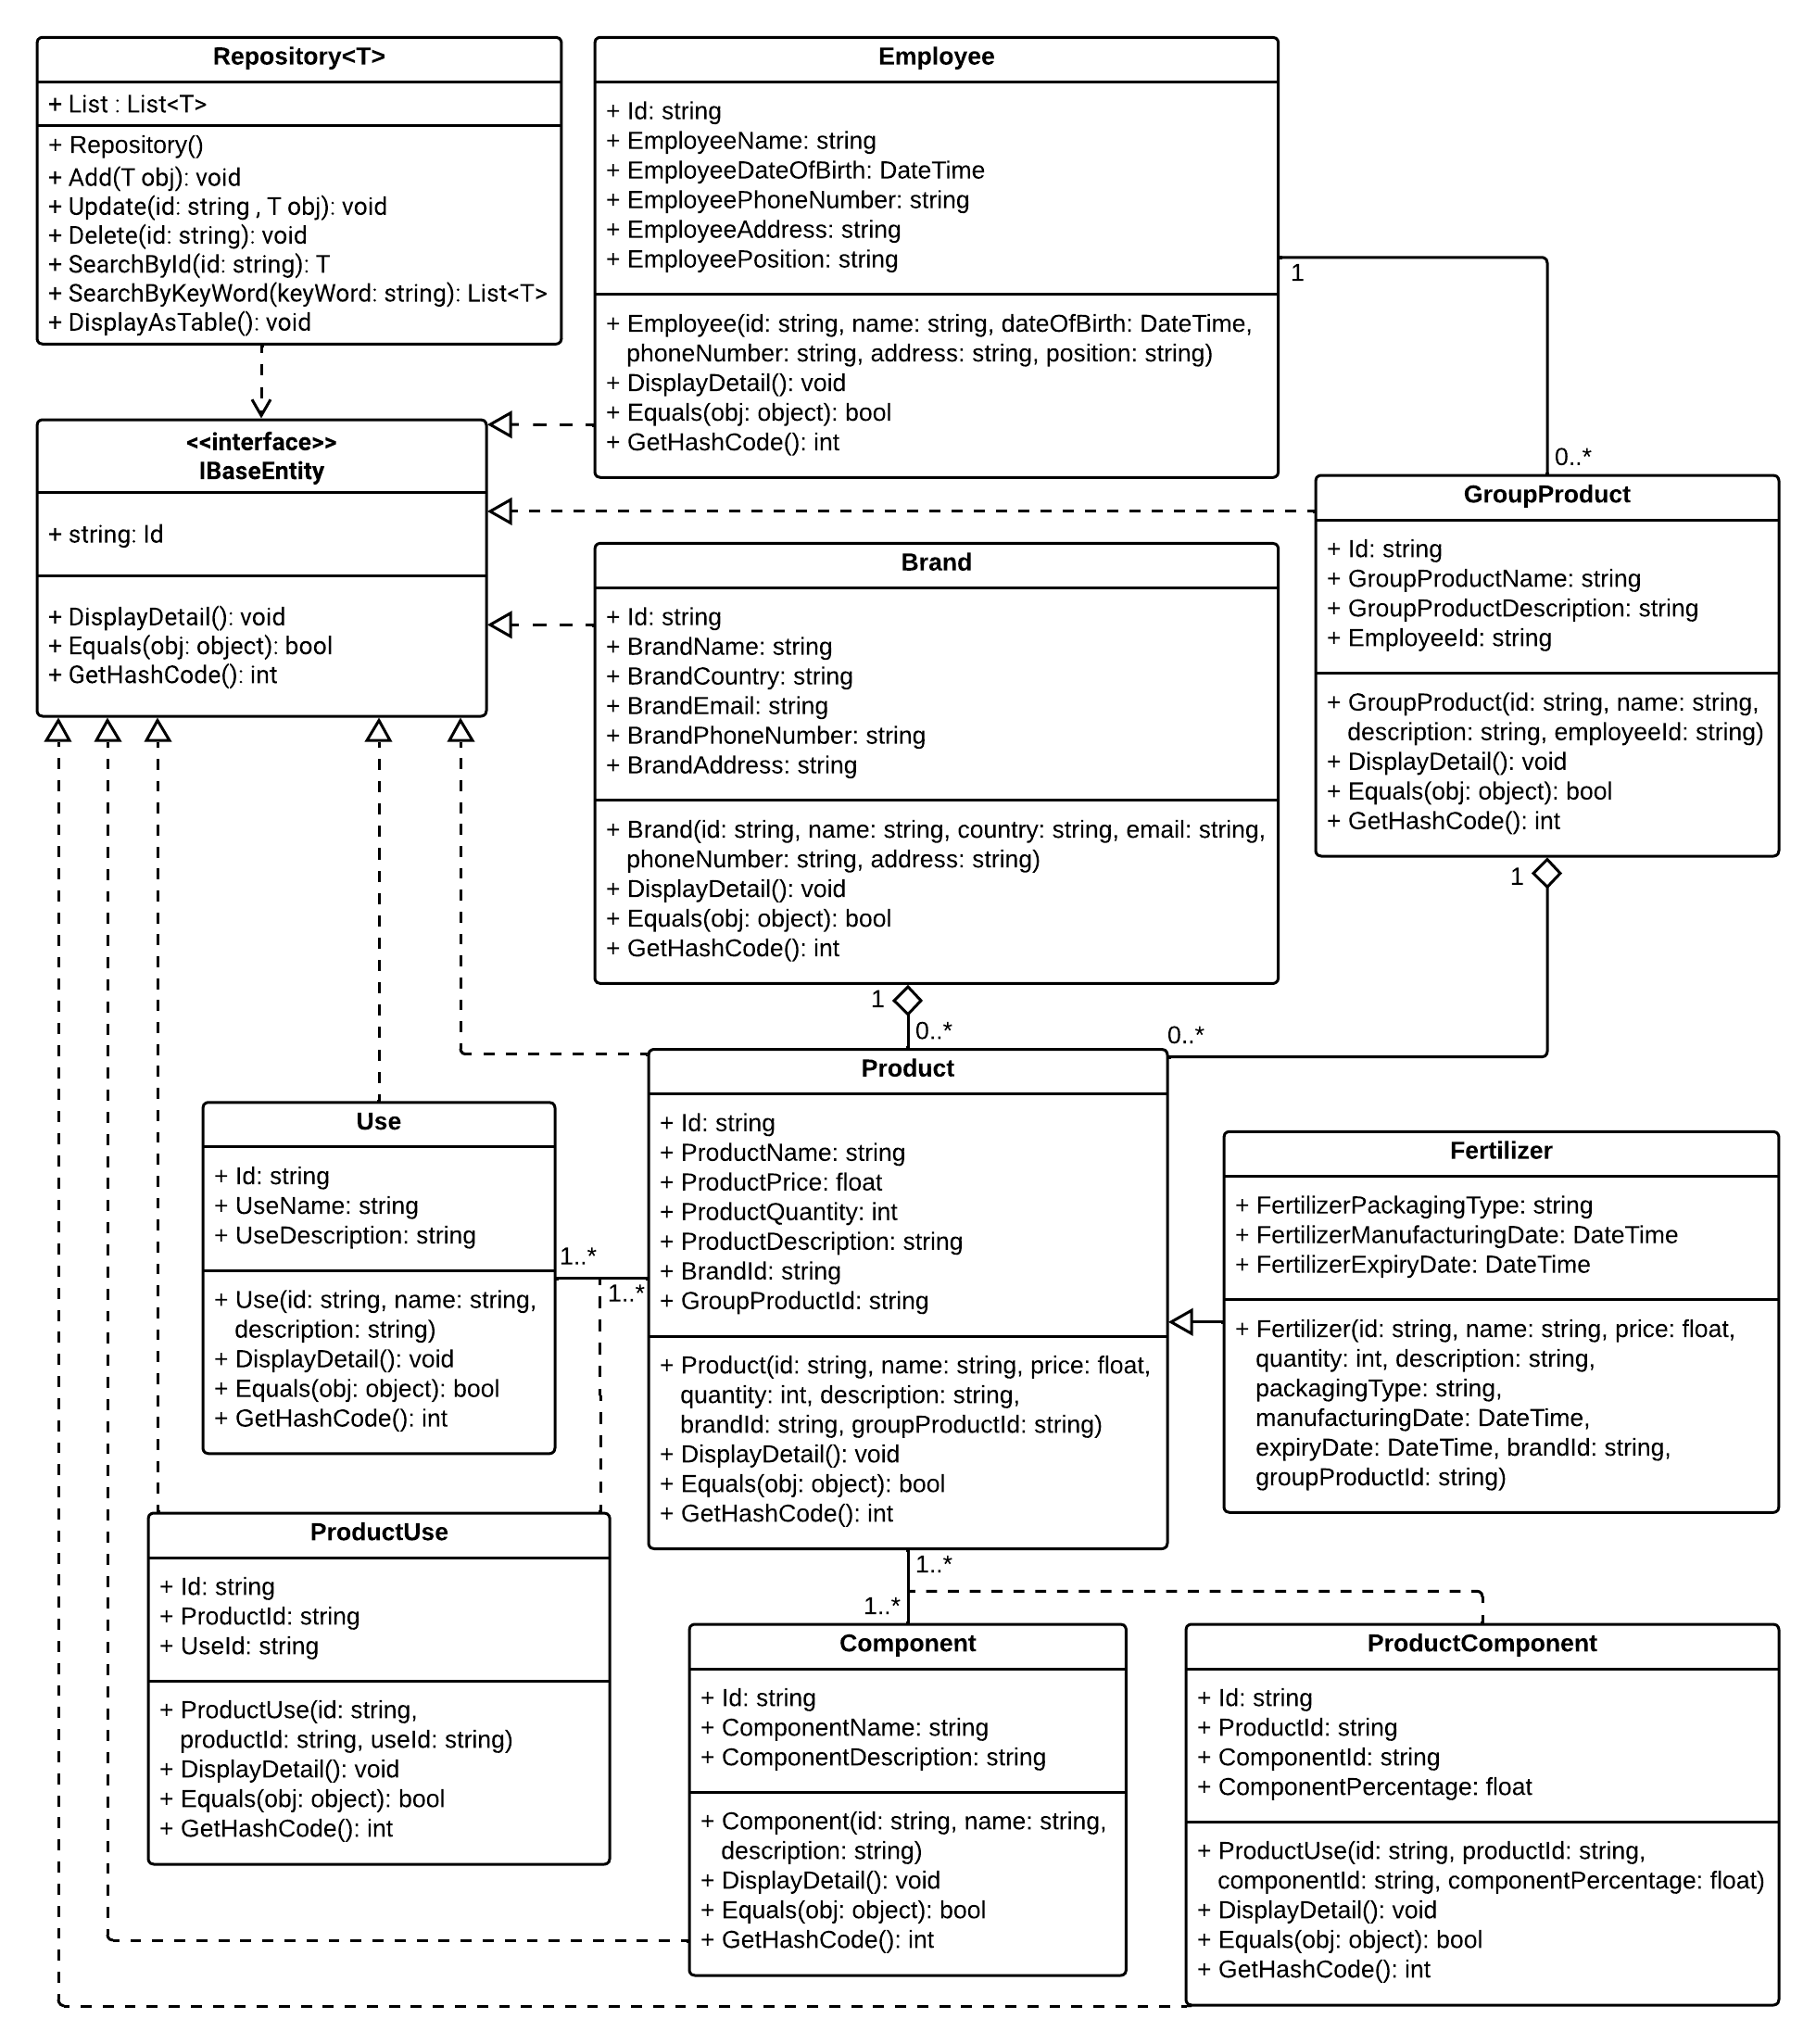 Repository<T>
+ List : List<T>
+ Repository()
+ Add(T obj): void
+ Update(id: string , T obj): void
+ Delete(id: string): void
+ SearchById(id: string): T
+ SearchByKeyWord(keyWord: string): List<T>
+ DisplayAsTable(): void
Employee
+ Id: string
+ EmployeeName: string
+ EmployeeDateOfBirth: DateTime
+ EmployeePhoneNumber: string
+ EmployeeAddress: string
+ EmployeePosition: string
+ Employee(id: string, name: string, dateOfBirth: DateTime,
phoneNumber: string, address: string, position: string)
+ DisplayDetail(): void
+ Equals(obj: object): bool
+ GetHashCode(): int
1
0..*
<<interface>>
IBaseEntity
+ string: Id
+ DisplayDetail(): void
+ Equals(obj: object): bool
+ GetHashCode(): int
GroupProduct
+ Id: string
+ GroupProductName: string
+ GroupProductDescription: string
+ EmployeeId: string
+ GroupProduct(id: string, name: string,
description: string, employeeId: string)
+ DisplayDetail(): void
+ Equals(obj: object): bool
+ GetHashCode(): int
1
0..*
Brand
+ Id: string
+ BrandName: string
+ BrandCountry: string
+ BrandEmail: string
+ BrandPhoneNumber: string
+ BrandAddress: string
+ Brand(id: string, name: string, country: string, email: string,
phoneNumber: string, address: string)
+ DisplayDetail(): void
+ Equals(obj: object): bool
+ GetHashCode(): int
1
0..*
Product
+ Id: string
+ ProductName: string
+ ProductPrice: float
+ ProductQuantity: int
+ ProductDescription: string
+ BrandId: string
+ GroupProductId: string
+ Product(id: string, name: string, price: float,
quantity: int, description: string,
brandId: string, groupProductId: string)
+ DisplayDetail(): void
+ Equals(obj: object): bool
+ GetHashCode(): int
Use
+ Id: string
+ UseName: string
+ UseDescription: string
+ Use(id: string, name: string,
description: string)
+ DisplayDetail(): void
+ Equals(obj: object): bool
+ GetHashCode(): int
1..*
1..*
Fertilizer
+ FertilizerPackagingType: string
+ FertilizerManufacturingDate: DateTime
+ FertilizerExpiryDate: DateTime
+ Fertilizer(id: string, name: string, price: float,
quantity: int, description: string,
packagingType: string,
manufacturingDate: DateTime,
expiryDate: DateTime, brandId: string,
groupProductId: string)
ProductUse
+ Id: string
+ ProductId: string
+ UseId: string
+ ProductUse(id: string,
productId: string, useId: string)
+ DisplayDetail(): void
+ Equals(obj: object): bool
+ GetHashCode(): int
1..*
1..*
Component
+ Id: string
+ ComponentName: string
+ ComponentDescription: string
+ Component(id: string, name: string,
description: string)
+ DisplayDetail(): void
+ Equals(obj: object): bool
+ GetHashCode(): int
ProductComponent
+ Id: string
+ ProductId: string
+ ComponentId: string
+ ComponentPercentage: float
+ ProductUse(id: string, productId: string,
componentId: string, componentPercentage: float)
+ DisplayDetail(): void
+ Equals(obj: object): bool
+ GetHashCode(): int